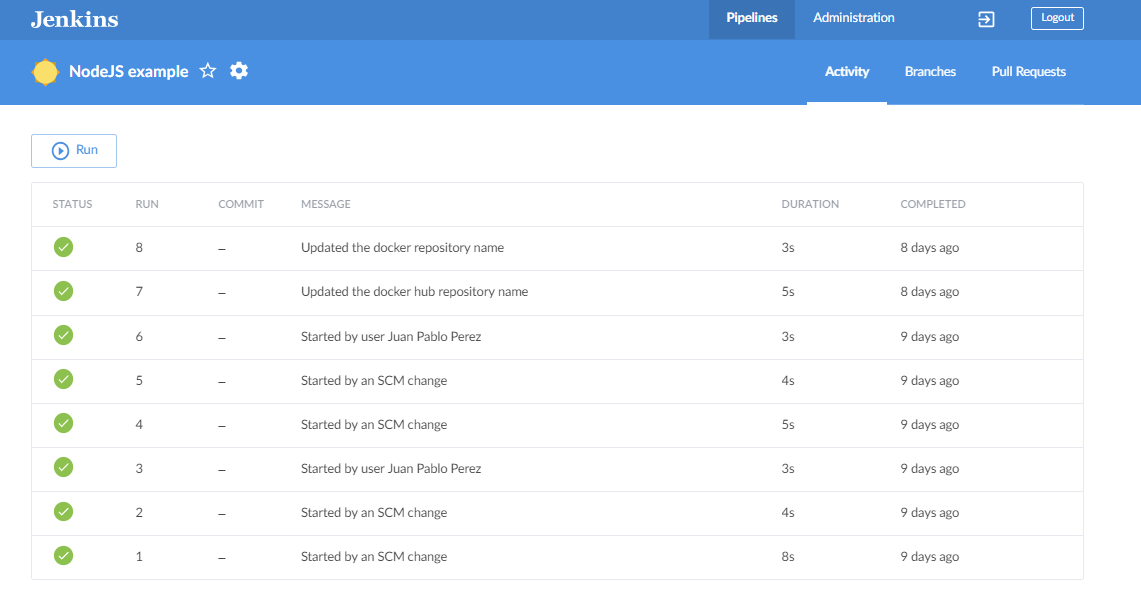 Jenkins Pipelines Administration Logout
NodeJS example Activity Branches Pull Requests
Run
STATUS RUN COMMIT MESSAGE DURATION COMPLETED
8 – Updated the docker repository name 3s 8 days ago
7 – Updated the docker hub repository name 5s 8 days ago
6 – Started by user Juan Pablo Perez 3s 9 days ago
5 – Started by an SCM change 4s 9 days ago
4 – Started by an SCM change 5s 9 days ago
3 – Started by user Juan Pablo Perez 3s 9 days ago
2 – Started by an SCM change 4s 9 days ago
1 – Started by an SCM change 8s 9 days ago